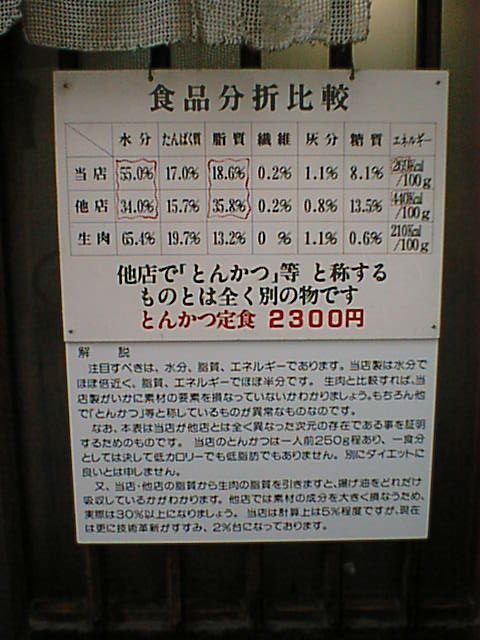 食品分折比較
水分 たんぱく質 脂質 繊維 灰分 糖質 エネルギー
当店 55.0% 17.0% 18.6% 0.2% 1.1% 8.1% 260kcal/100g
他店 34.0% 15.7% 35.8% 0.2% 0.8% 13.5% 440kcal/100g
生肉 65.4% 19.7% 13.2% 0 % 1.1% 0.6% 210kcal/100g
他店で「とんかつ」等 と称する
ものとは全く別の物です
とんかつ定食 2300円
解 説
注目すべきは、水分、脂質、エネルギーであります。当店製は水分で
ほぼ倍近く、脂質、エネルギーでほぼ半分です。 生肉と比較すれば、当
店製がいかに素材の要素を損なっていないかわかりましょう。もちろん他
で「とんかつ」等と称しているものが異常なものなのです。
なお、本表は当店が他店とは全く異なった次元の存在である事を証明
するためのものです。 当店のとんかつは一人前250g程あり、一食分
としては決して低カロリーでも低脂肪でもありません。別にダイエットに
良いとは申しません。
又、当店・他店の脂質から生肉の脂質を引きますと、揚げ油をどれだけ
吸収しているかがわかります。他店では素材の成分を大きく損なうため、
実際は30%以上になりましょう。 当店は計算上は5%程度ですが、現在
は更に技術革新がすすみ、2%台になっております。